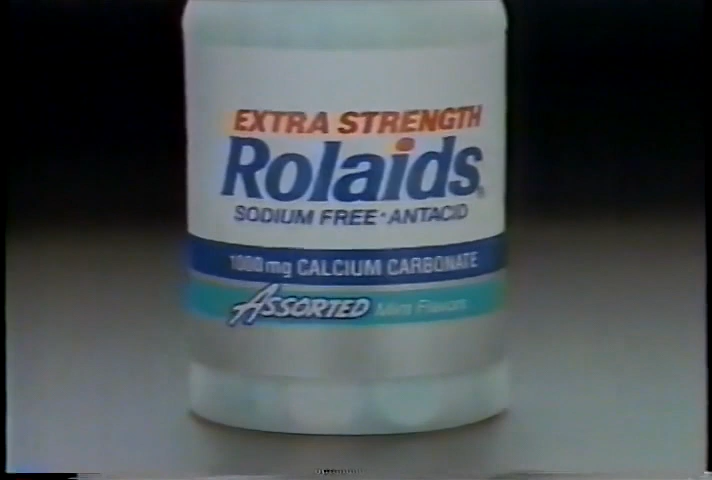 EXTRA STRENGTH
Rolaids®
SODIUM FREE • ANTACID
1000 mg CALCIUM CARBONATE
ASSORTED Mint Flavors